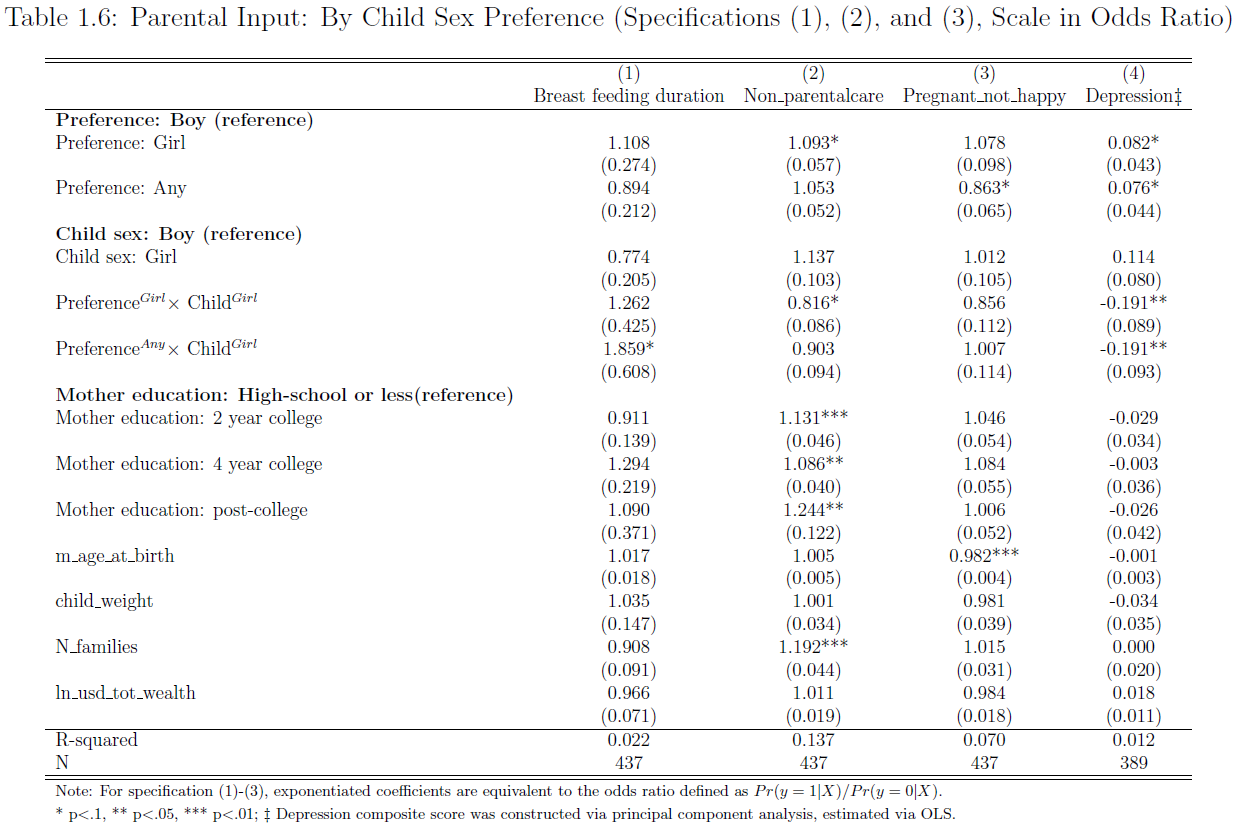 Table 1.6: Parental Input: By Child Sex Preference (Specifications (1), (2), and (3), Scale in Odds Ratio)
(1) (2) (3) (4)
Breast feeding duration Non_parentalcare Pregnant_not_happy Depression‡
Preference: Boy (reference)
Preference: Girl 1.108 1.093* 1.078 0.082*
(0.274) (0.057) (0.098) (0.043)
Preference: Any 0.894 1.053 0.863* 0.076*
(0.212) (0.052) (0.065) (0.044)
Child sex: Boy (reference)
Child sex: Girl 0.774 1.137 1.012 0.114
(0.205) (0.103) (0.105) (0.080)
Preference^Girl× Child^Girl 1.262 0.816* 0.856 -0.191**
(0.425) (0.086) (0.112) (0.089)
Preference^Any× Child^Girl 1.859* 0.903 1.007 -0.191**
(0.608) (0.094) (0.114) (0.093)
Mother education: High-school or less(reference)
Mother education: 2 year college 0.911 1.131*** 1.046 -0.029
(0.139) (0.046) (0.054) (0.034)
Mother education: 4 year college 1.294 1.086** 1.084 -0.003
(0.219) (0.040) (0.055) (0.036)
Mother education: post-college 1.090 1.244** 1.006 -0.026
(0.371) (0.122) (0.052) (0.042)
m_age_at_birth 1.017 1.005 0.982*** -0.001
(0.018) (0.005) (0.004) (0.003)
child_weight 1.035 1.001 0.981 -0.034
(0.147) (0.034) (0.039) (0.035)
N_families 0.908 1.192*** 1.015 0.000
(0.091) (0.044) (0.031) (0.020)
ln_usd_tot_wealth 0.966 1.011 0.984 0.018
(0.071) (0.019) (0.018) (0.011)
R-squared 0.022 0.137 0.070 0.012
N 437 437 437 389
Note: For specification (1)-(3), exponentiated coefficients are equivalent to the odds ratio defined as Pr(y = 1|X)/Pr(y = 0|X).
* p<.1, ** p<.05, *** p<.01; ‡ Depression composite score was constructed via principal component analysis, estimated via OLS.